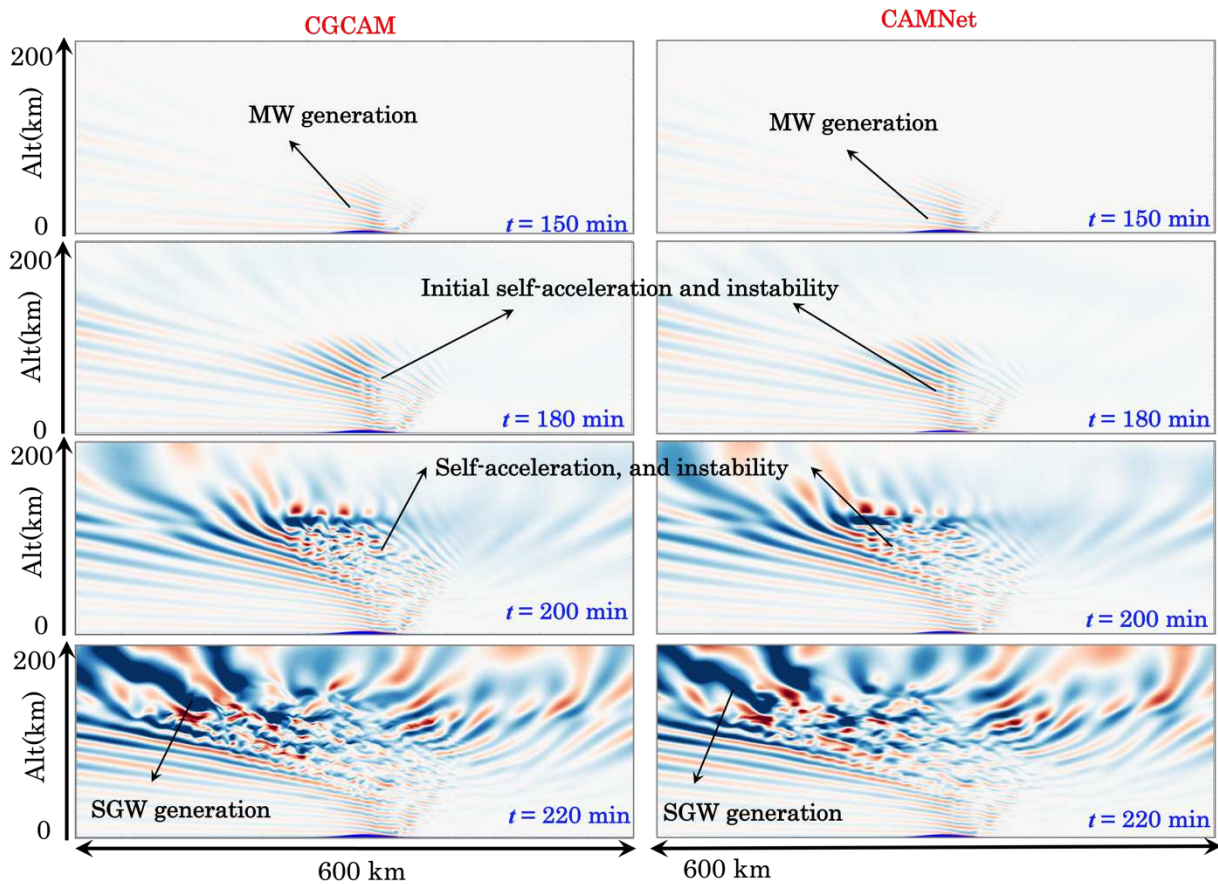 CGCAM
CAMNet
200
Alt(km)
0
MW generation
MW generation
t = 150 min
t = 150 min
200
Alt(km)
0
Initial self-acceleration and instability
t = 180 min
t = 180 min
200
Alt(km)
0
Self-acceleration, and instability
t = 200 min
t = 200 min
200
Alt(km)
0
SGW generation
SGW generation
t = 220 min
t = 220 min
600 km
600 km